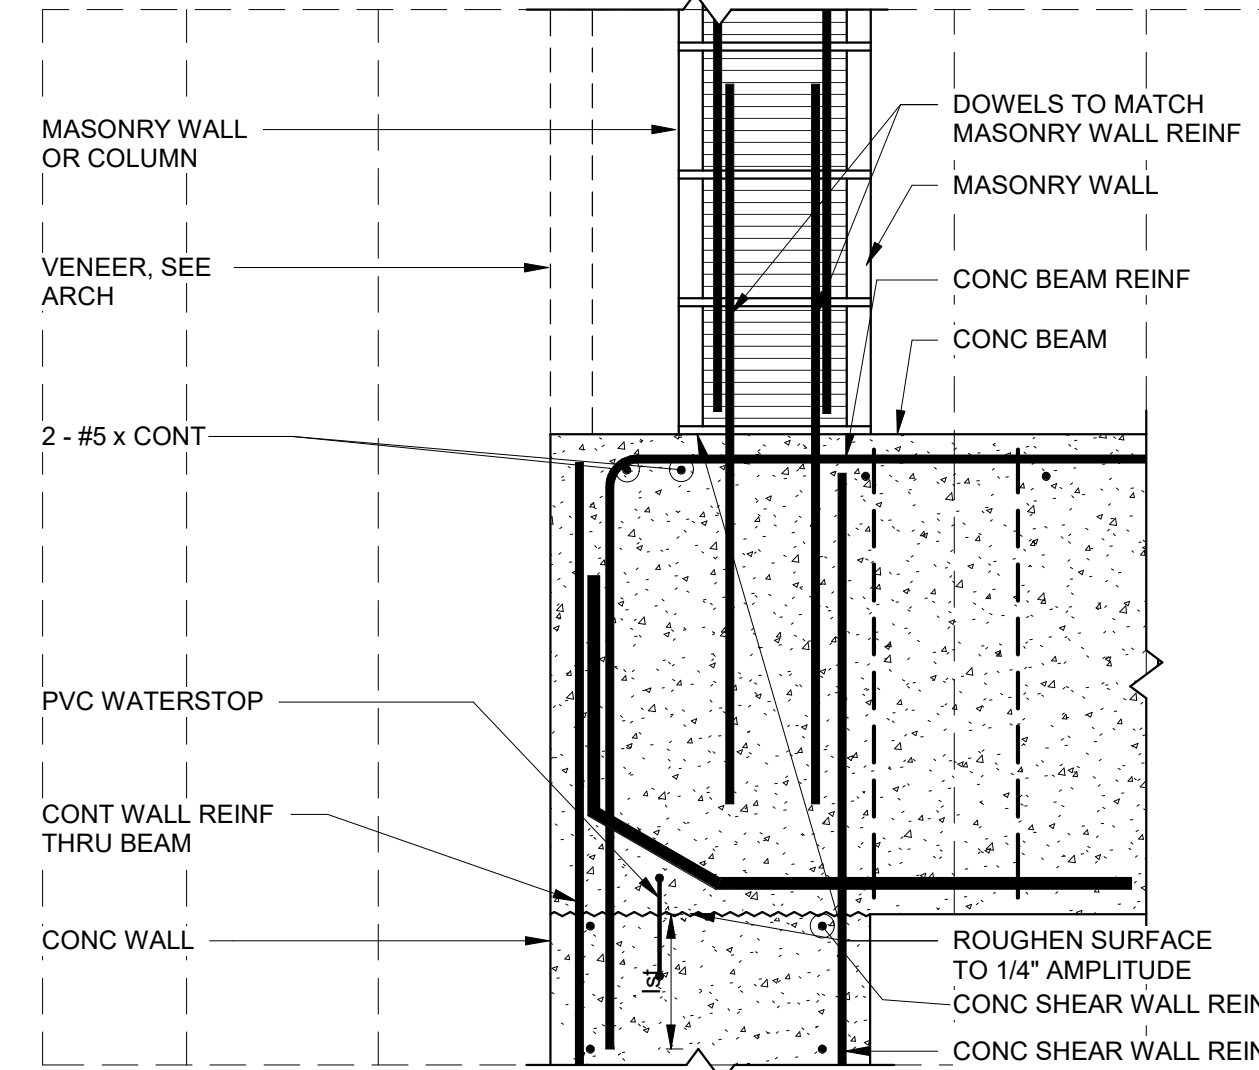 MASONRY WALL
OR COLUMN
VENEER, SEE
ARCH
2 - #5 x CONT
PVC WATERSTOP
CONT WALL REINF
THRU BEAM
CONC WALL
DOWELS TO MATCH
MASONRY WALL REINF
MASONRY WALL
CONC BEAM REINF
CONC BEAM
lst
ROUGHEN SURFACE
TO 1/4" AMPLITUDE
CONC SHEAR WALL REIN
CONC SHEAR WALL REIN